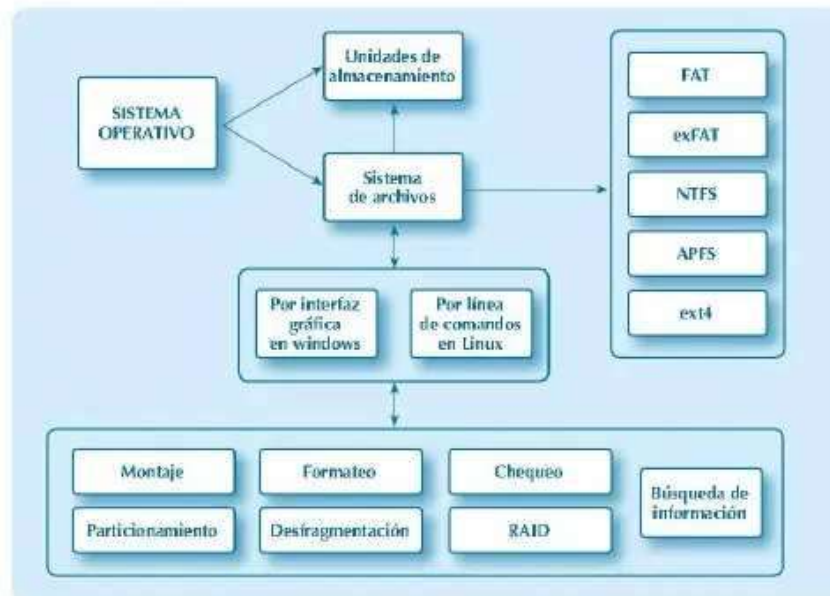 Unidades de
almacenamiento
SISTEMA
OPERATIVO
Sistema
de archivos
FAT
exFAT
NTFS
APFS
ext4
Por interfaz
gráfica
en windows
Por línea
de comandos
en Linux
Montaje
Formateo
Chequeo
Búsqueda de
información
Particionamiento
Desfragmentación
RAID